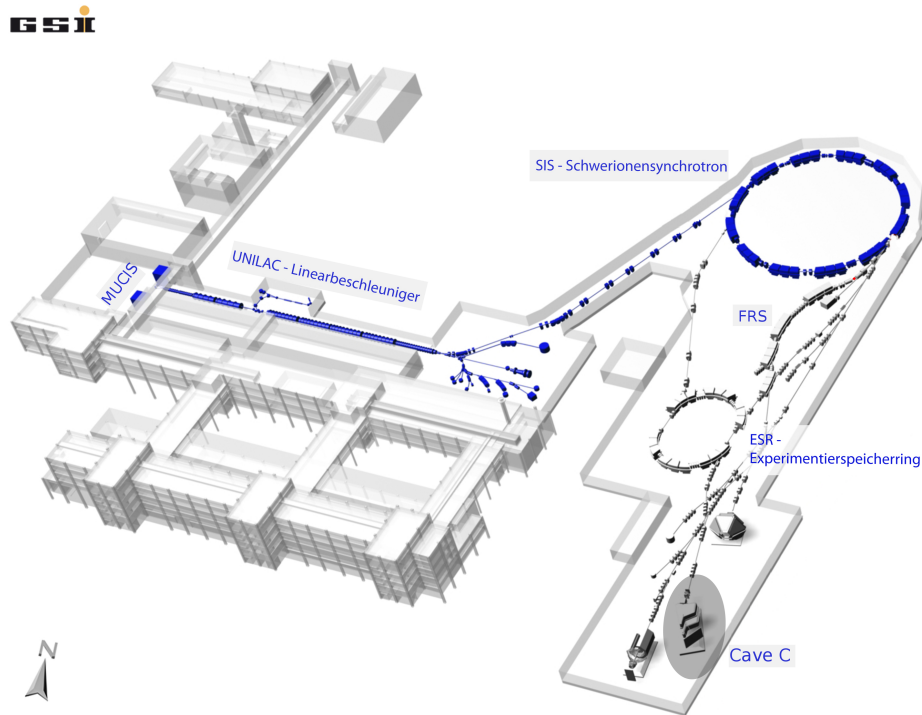 GSI
SIS - Schwerionensynchrotron
UNILAC - Linearbeschleuniger
MUCIS
FRS
ESR -
Experimentierspeicherring
Cave C
N